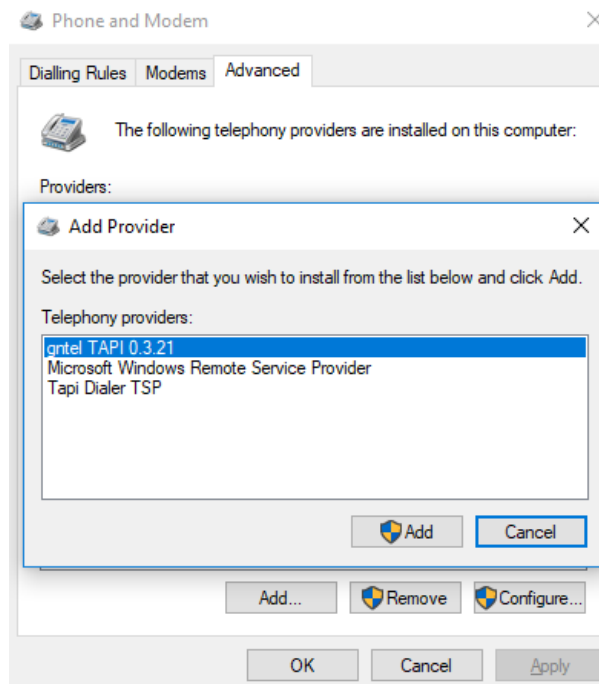 Phone and Modem
Dialling Rules Modems Advanced
The following telephony providers are installed on this computer:
Providers:
Add Provider
Select the provider that you wish to install from the list below and click Add.
Telephony providers:
gntel TAPI 0.3.21
Microsoft Windows Remote Service Provider
Tapi Dialer TSP
Add Cancel
Add... Remove Configure...
OK Cancel Apply